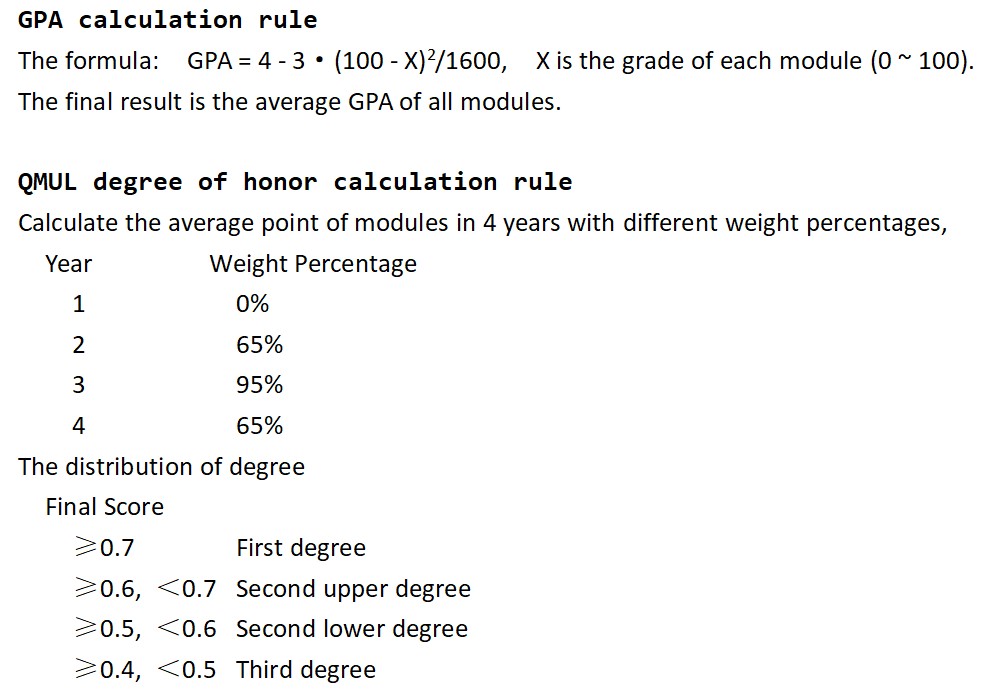 GPA calculation rule
The formula: GPA = 4 - 3 • (100 - X)²/1600, X is the grade of each module (0 ~ 100).
The final result is the average GPA of all modules.
QMUL degree of honor calculation rule
Calculate the average point of modules in 4 years with different weight percentages,
Year Weight Percentage
1 0%
2 65%
3 95%
4 65%
The distribution of degree
Final Score
≥0.7 First degree
≥0.6, <0.7 Second upper degree
≥0.5, <0.6 Second lower degree
≥0.4, <0.5 Third degree